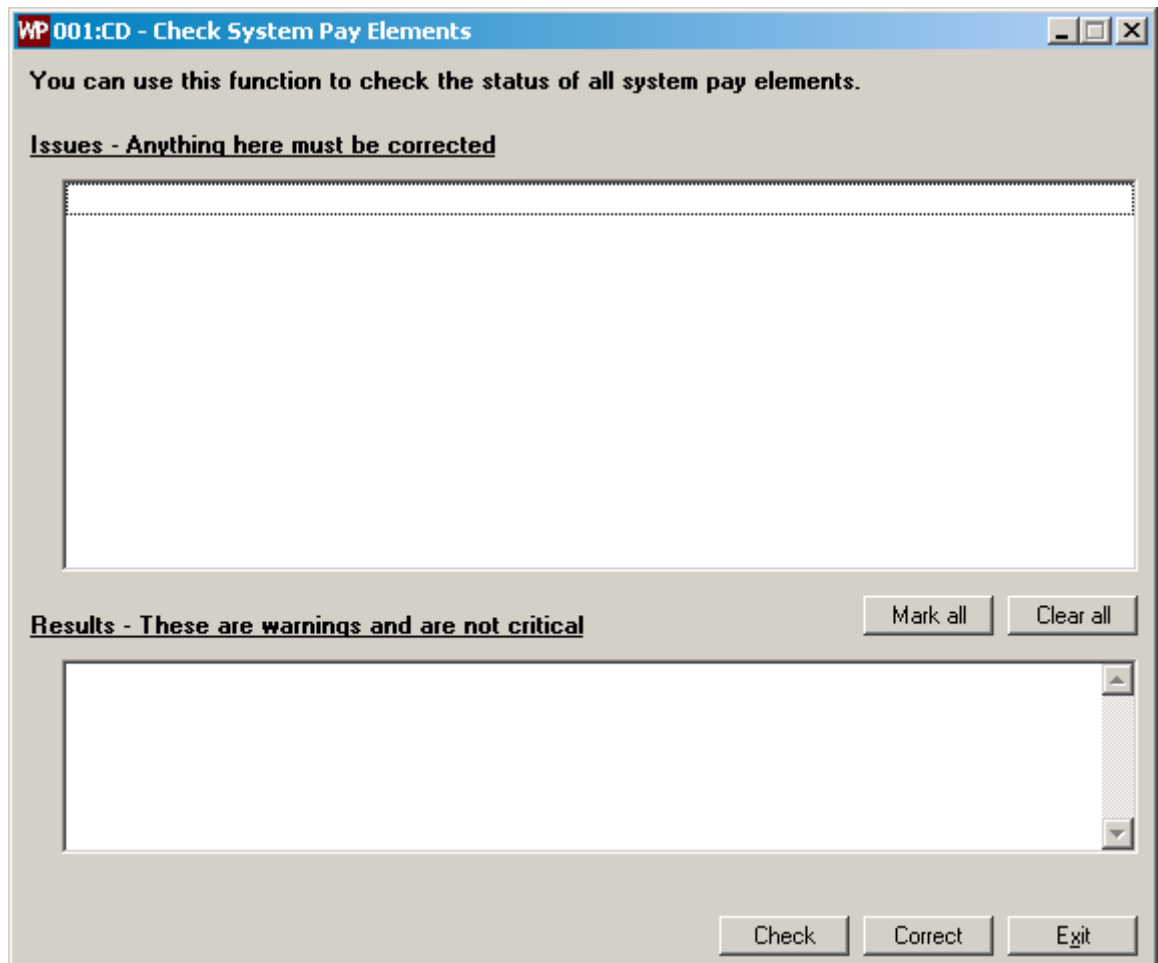 WP 001:CD - Check System Pay Elements
You can use this function to check the status of all system pay elements.
Issues - Anything here must be corrected
Mark all Clear all
Results - These are warnings and are not critical
Check Correct Exit